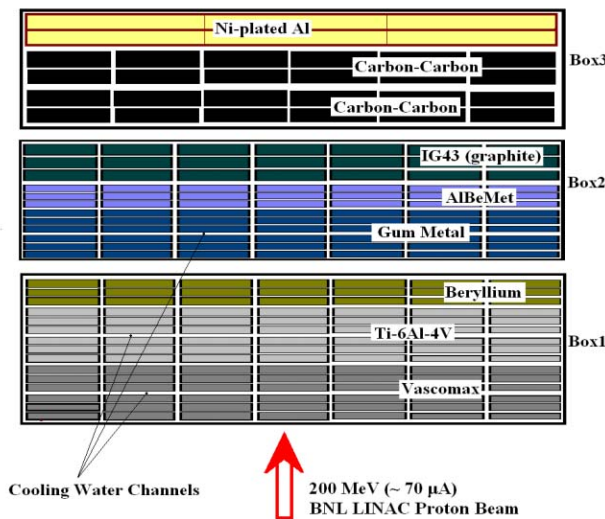 Ni-plated Al
Carbon-Carbon
Box3
Carbon-Carbon
IG43 (graphite)
AlBeMet
Box2
Gum Metal
Beryllium
Ti-6Al-4V
Box1
Vascomax
Cooling Water Channels
200 MeV (~ 70 µA)
BNL LINAC Proton Beam